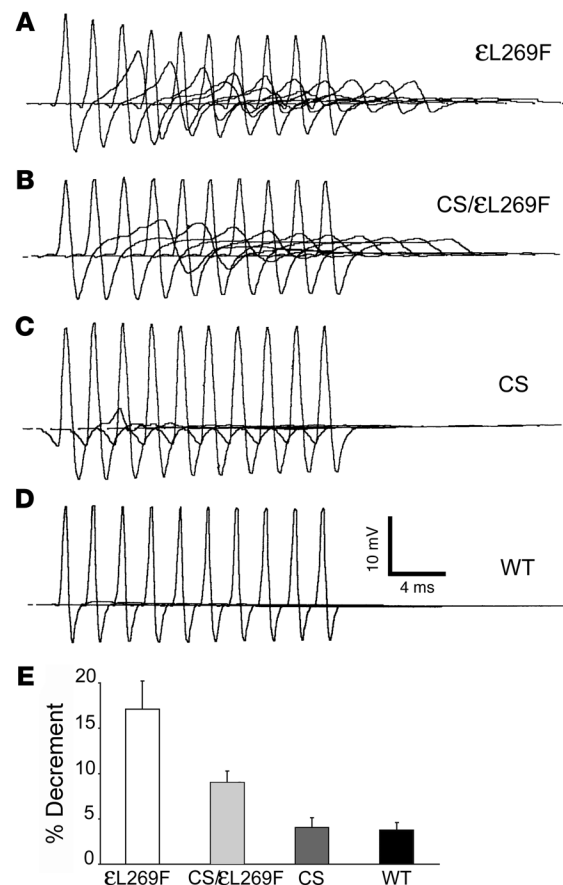 A
εL269F
B
CS/εL269F
C
CS
D
10 mV
4 ms
WT
E
% Decrement
20
15
10
5
0
εL269F
CS/εL269F
CS
WT